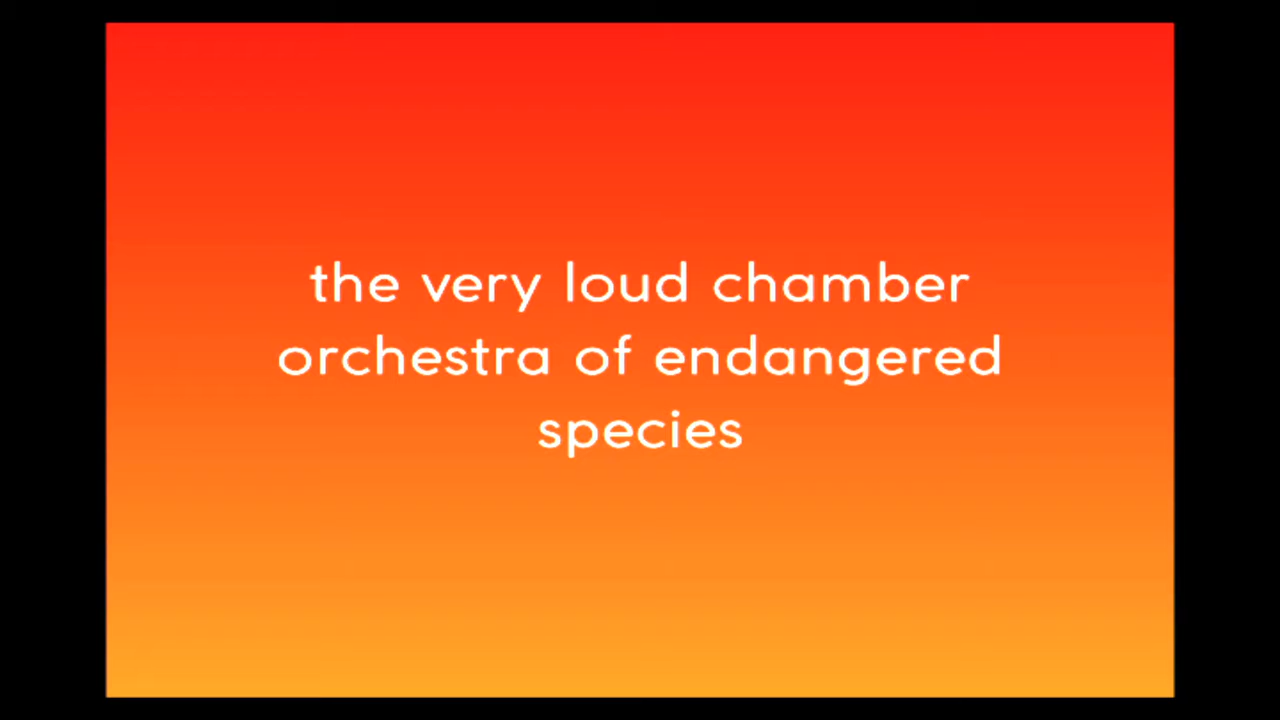 the very loud chamber
orchestra of endangered
species